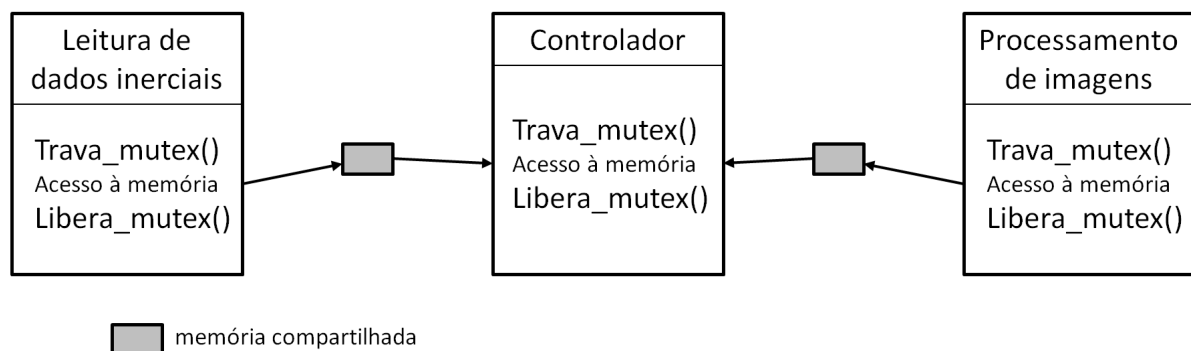 Leitura de
dados inerciais
Trava_mutex()
Acesso à memória
Libera_mutex()
Controlador
Trava_mutex()
Acesso à memória
Libera_mutex()
Processamento
de imagens
Trava_mutex()
Acesso à memória
Libera_mutex()
memória compartilhada